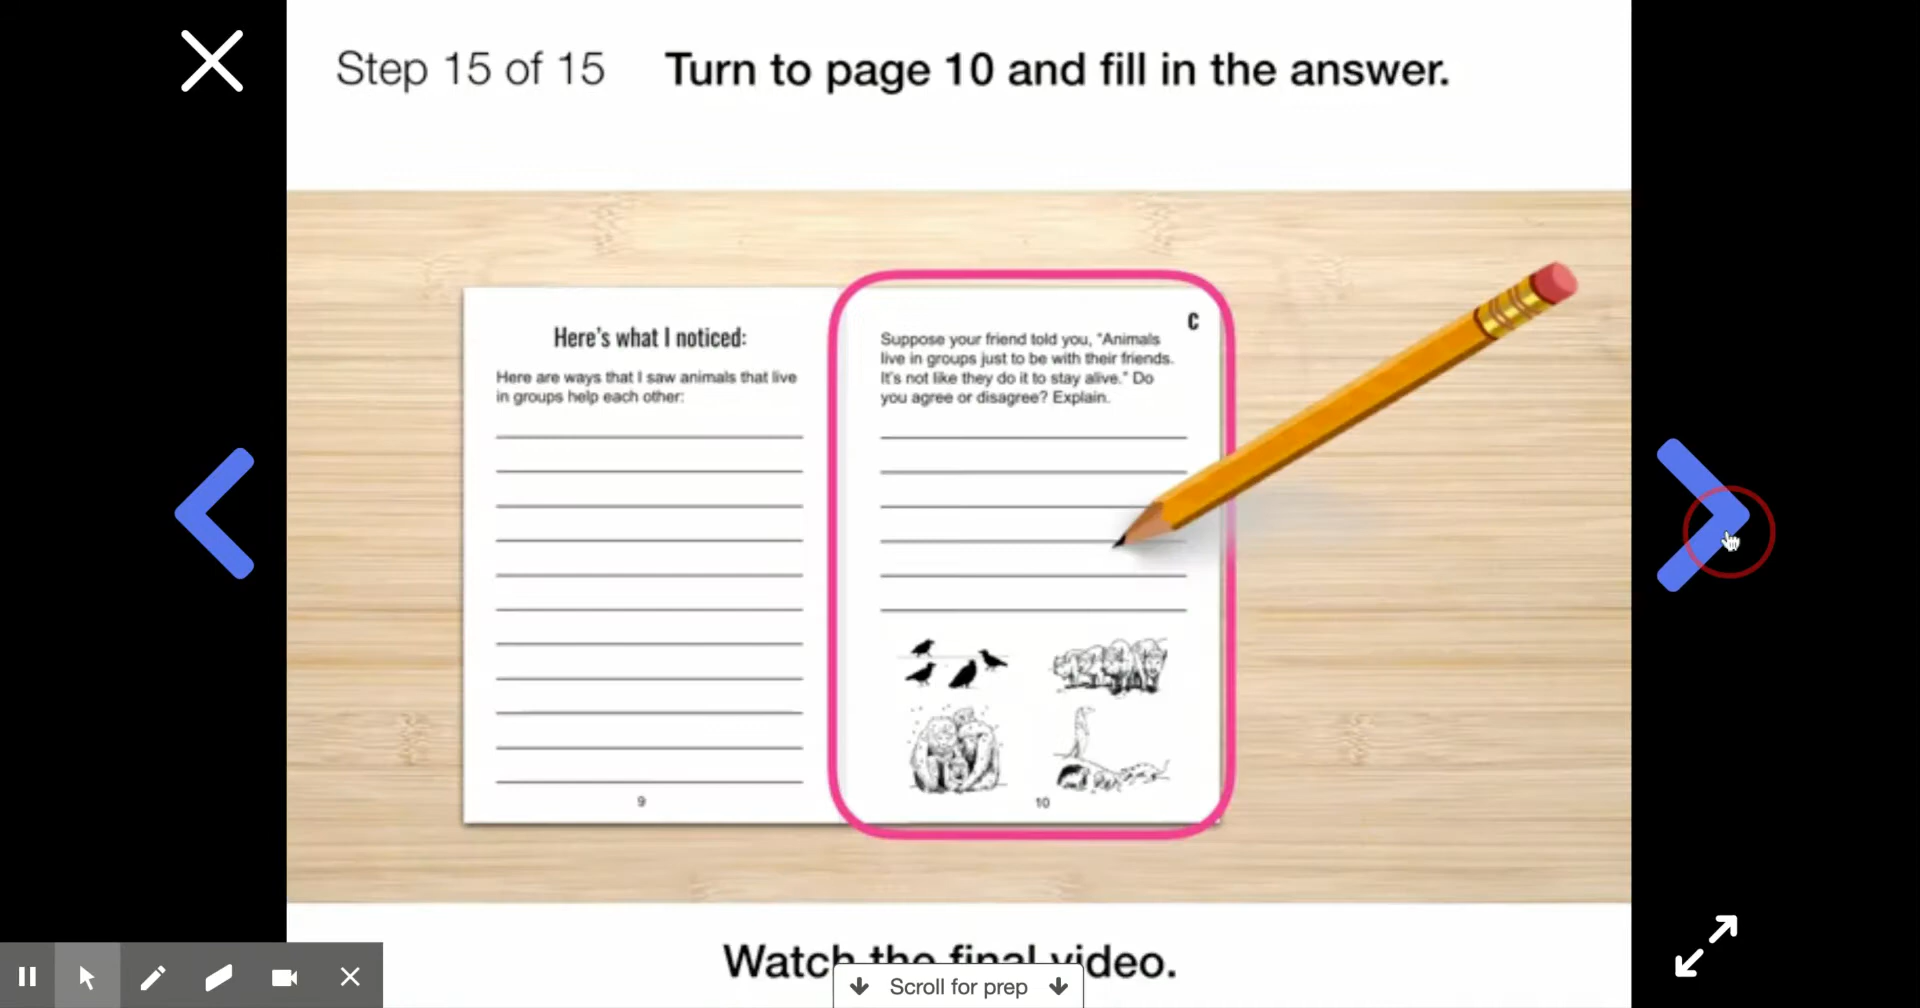 Step 15 of 15
Turn to page 10 and fill in the answer.
Here's what I noticed:
Here are ways that I saw animals that live
in groups help each other:
9
C
Suppose your friend told you, "Animals
live in groups just to be with their friends.
It's not like they do it to stay alive." Do
you agree or disagree? Explain.
10
Watch the final video.
Scroll for prep